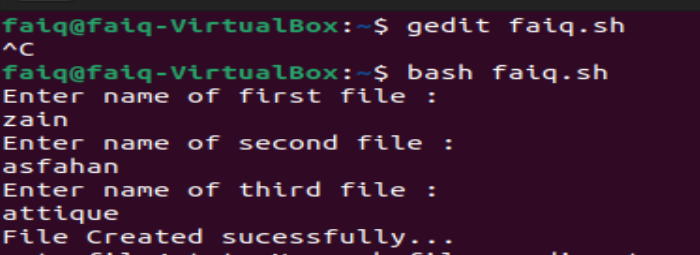 faiq@faiq-VirtualBox:~$ gedit faiq.sh
^C
faiq@faiq-VirtualBox:~$ bash faiq.sh
Enter name of first file :
zain
Enter name of second file :
asfahan
Enter name of third file :
attique
File Created sucessfully...